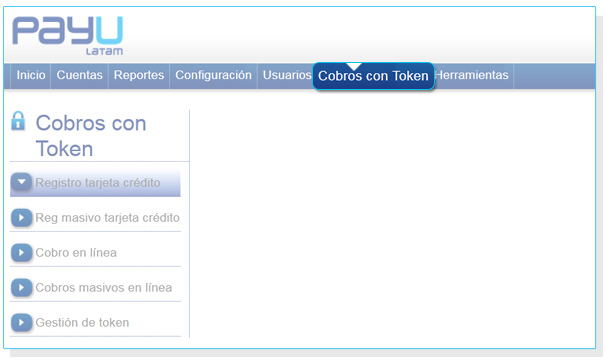 PayU
LATAM
Inicio Cuentas Reportes Configuración Usuarios Cobros con Token Herramientas
Cobros con
Token
Registro tarjeta crédito
Reg masivo tarjeta crédito
Cobro en línea
Cobros masivos en línea
Gestión de token